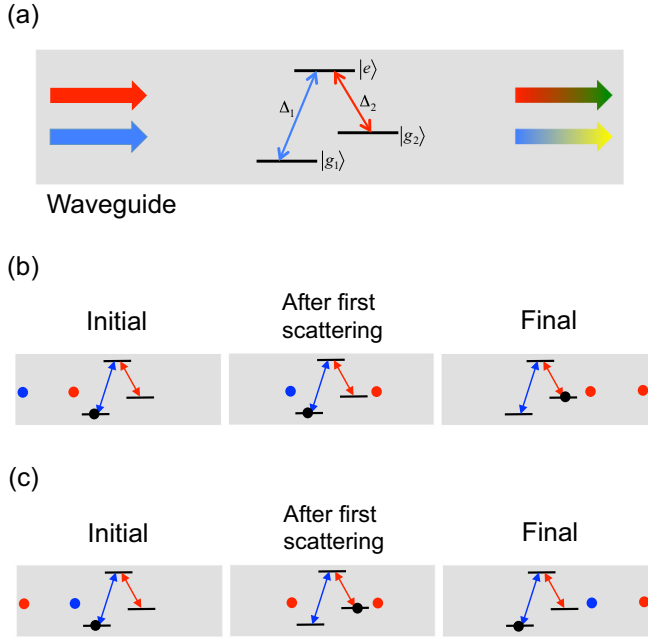 (a)
|e⟩
Δ₁
Δ₂
|g₂⟩
|g₁⟩
Waveguide
(b)
Initial
After first
scattering
Final
(c)
Initial
After first
scattering
Final